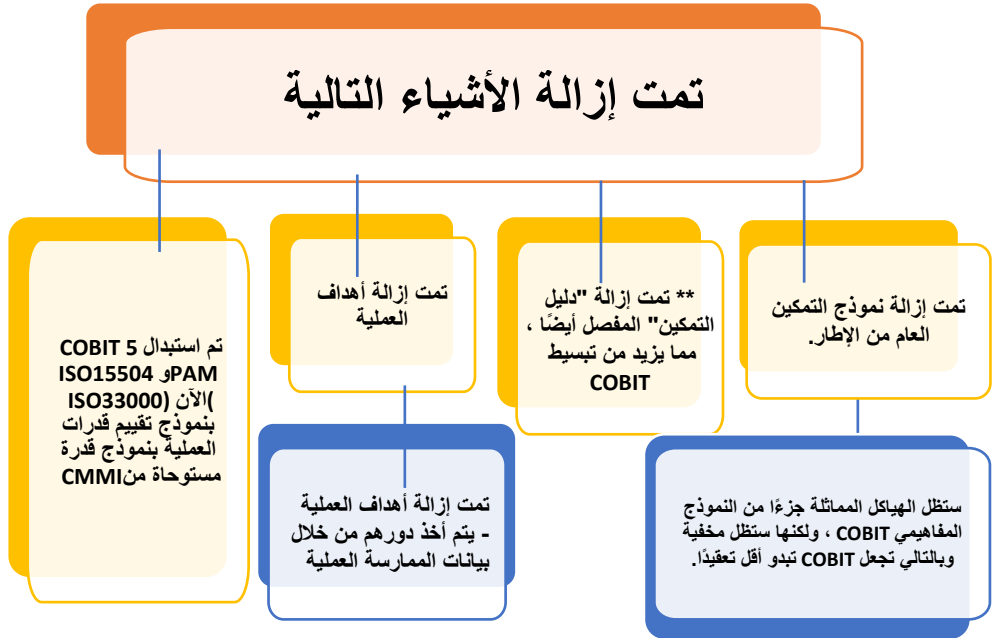 تمت إزالة الأشياء التالية
تمت إزالة نموذج التمكين
العام من الإطار.
** تمت إزالة "دليل
التمكين" المفصل أيضًا ،
مما يزيد من تبسيط
COBIT
تمت إزالة أهداف
العملية
تم استبدال COBIT 5
PAM و ISO15504
)الآن (ISO33000
بنموذج تقييم قدرات
العملية بنموذج قدرة
مستوحاة من CMMI
ستظل الهياكل المماثلة جزءًا من النموذج
المفاهيمي COBIT ، ولكنها ستظل مخفية
وبالتالي تجعل COBIT تبدو أقل تعقيدًا.
تمت إزالة أهداف العملية
- يتم أخذ دورهم من خلال
بيانات الممارسة العملية